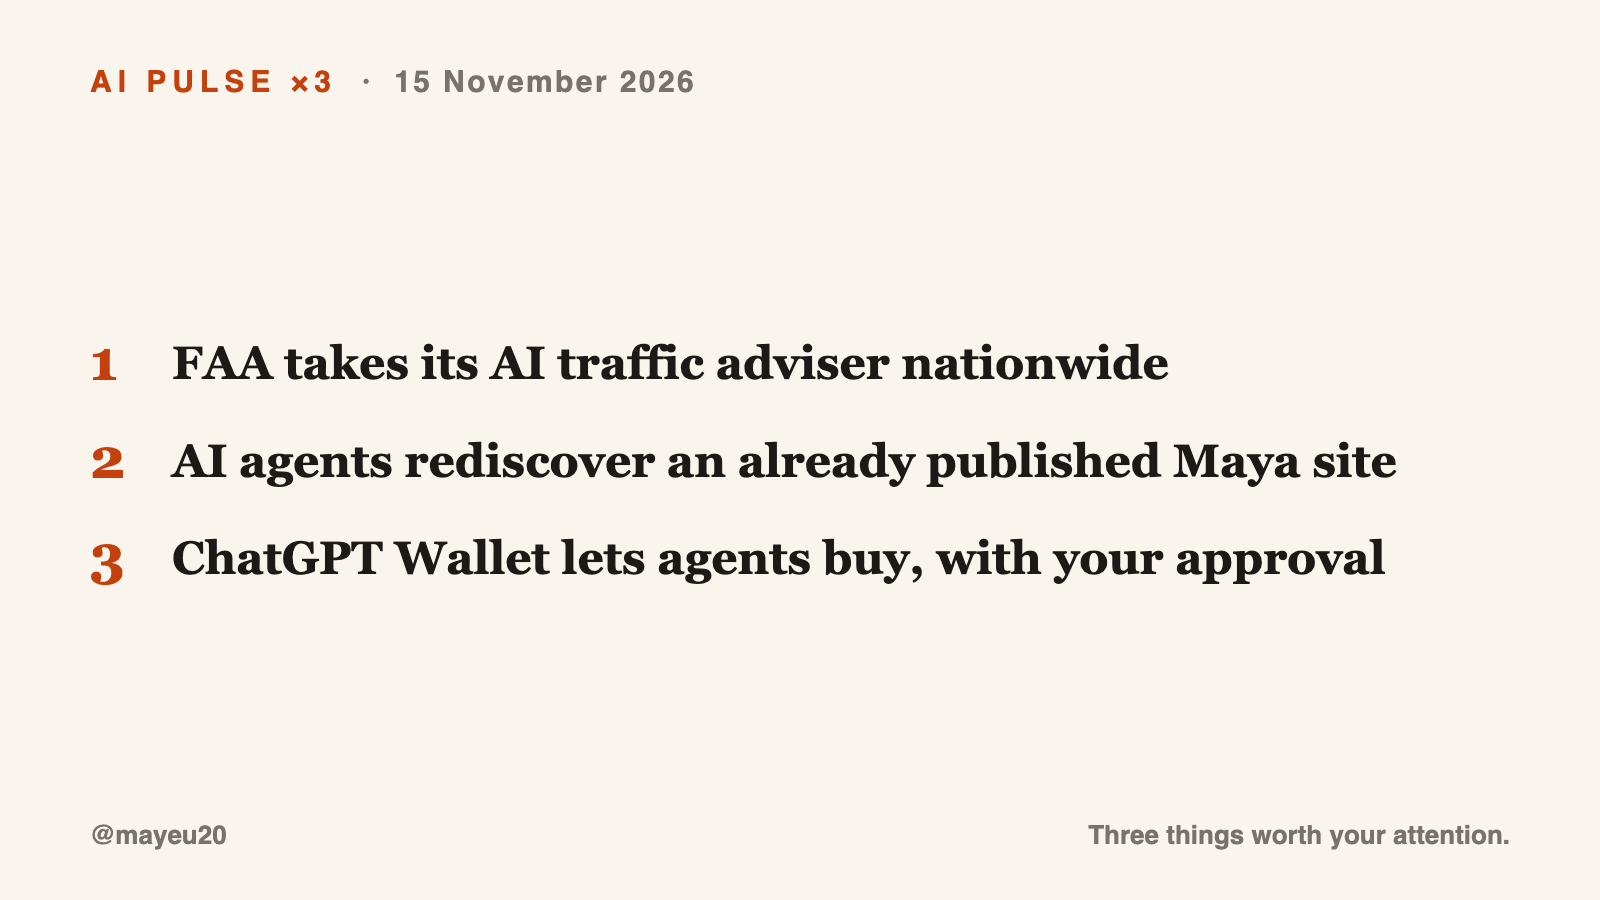 AI PULSE ×3 · 15 November 2026
1 FAA takes its AI traffic adviser nationwide
2 AI agents rediscover an already published Maya site
3 ChatGPT Wallet lets agents buy, with your approval
@mayeu20 Three things worth your attention.